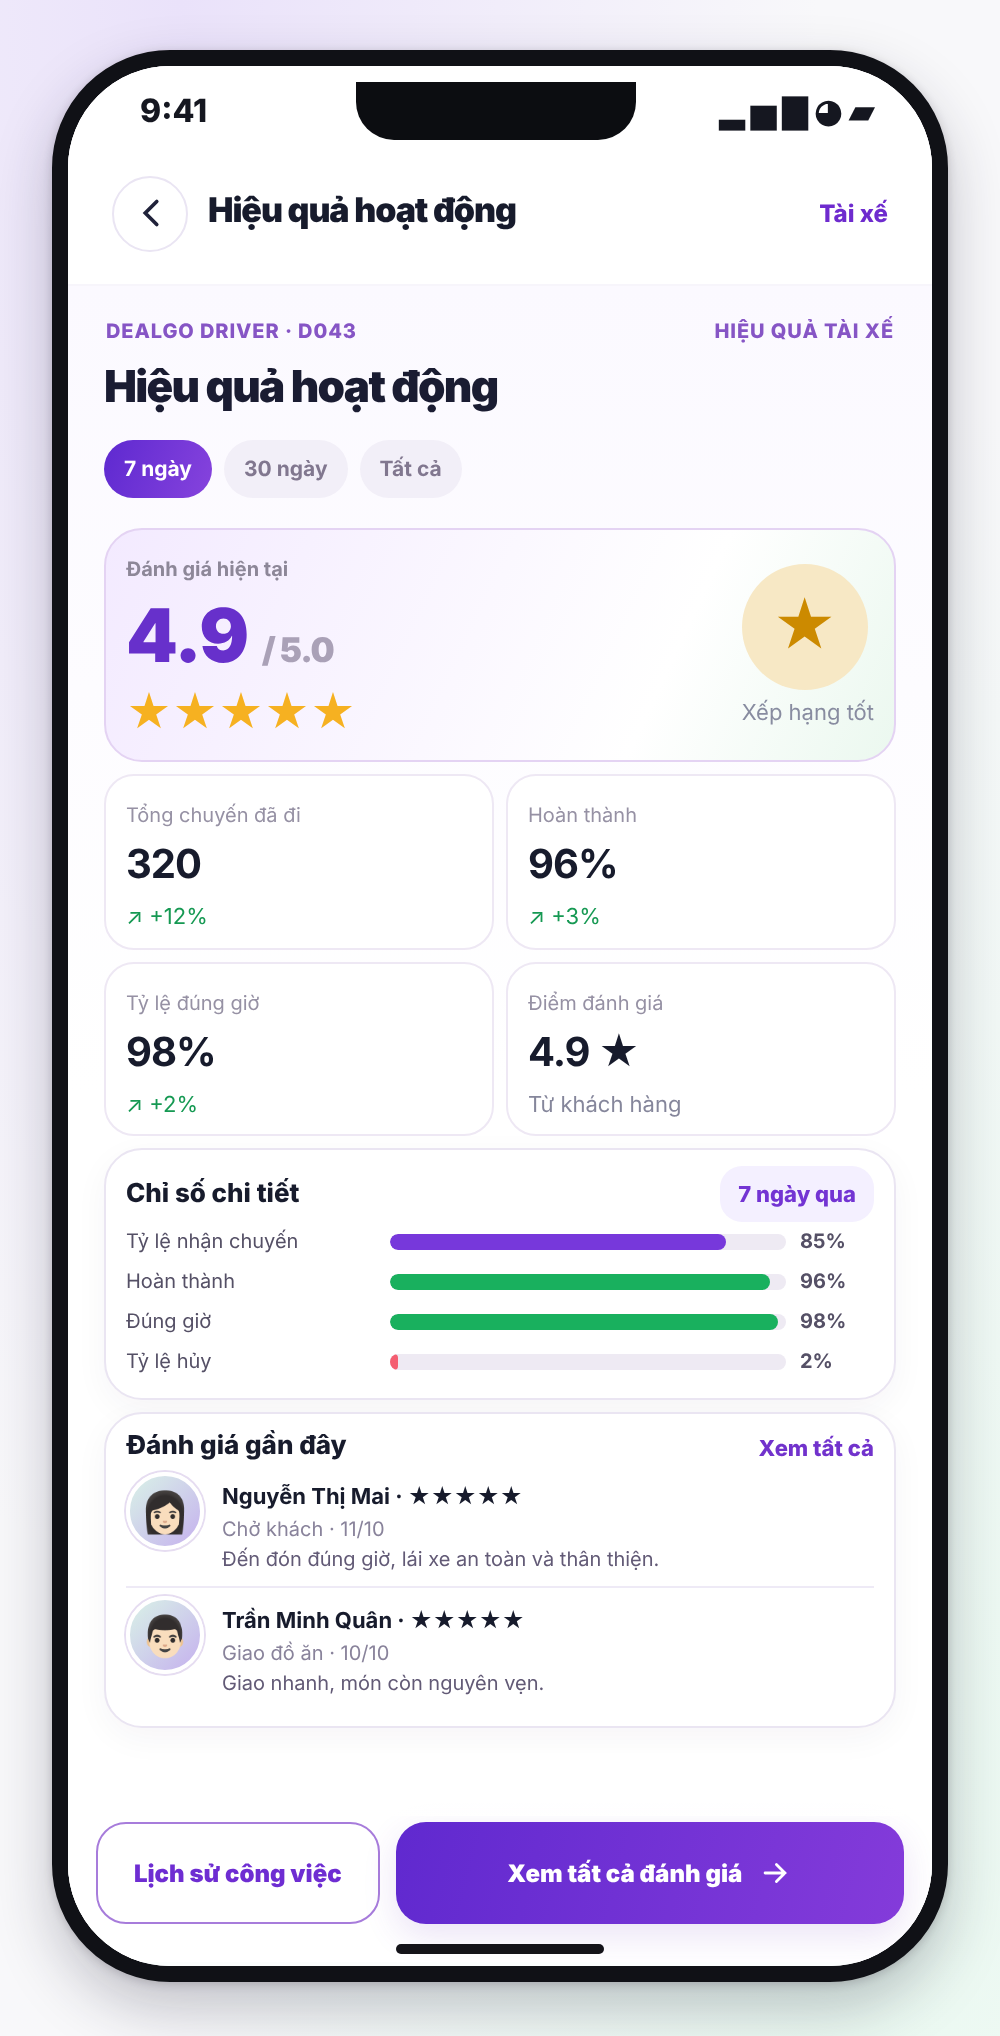 9:41
Hiệu quả hoạt động
Tài xế
DEALGO DRIVER · D043
HIỆU QUẢ TÀI XẾ
Hiệu quả hoạt động
7 ngày
30 ngày
Tất cả
Đánh giá hiện tại
4.9 / 5.0
★★★★★
★
Xếp hạng tốt
Tổng chuyến đã đi
320
↗ +12%
Hoàn thành
96%
↗ +3%
Tỷ lệ đúng giờ
98%
↗ +2%
Điểm đánh giá
4.9 ★
Từ khách hàng
Chỉ số chi tiết
7 ngày qua
Tỷ lệ nhận chuyến 85%
Hoàn thành 96%
Đúng giờ 98%
Tỷ lệ hủy 2%
Đánh giá gần đây
Xem tất cả
Nguyễn Thị Mai · ★★★★★
Chở khách · 11/10
Đến đón đúng giờ, lái xe an toàn và thân thiện.
Trần Minh Quân · ★★★★★
Giao đồ ăn · 10/10
Giao nhanh, món còn nguyên vẹn.
Lịch sử công việc
Xem tất cả đánh giá →